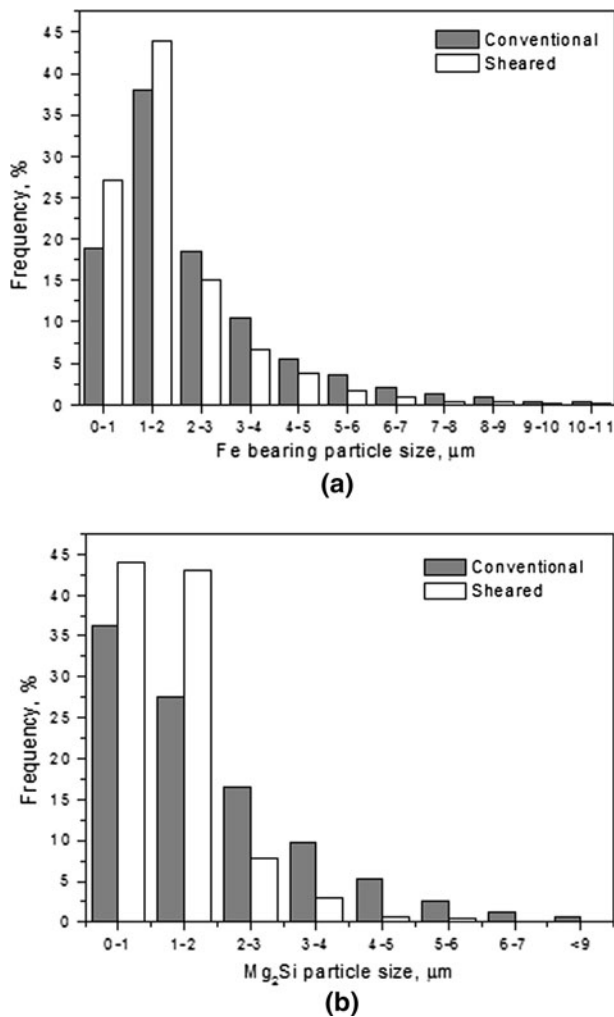 45
40
35
30
25
20
15
10
5
0
Frequency, %
Conventional
Sheared
0-1 1-2 2-3 3-4 4-5 5-6 6-7 7-8 8-9 9-10 10-11
Fe bearing particle size, μm
(a)
45
40
35
30
25
20
15
10
5
0
Frequency, %
Conventional
Sheared
0-1 1-2 2-3 3-4 4-5 5-6 6-7 <9
Mg₂Si particle size, μm
(b)